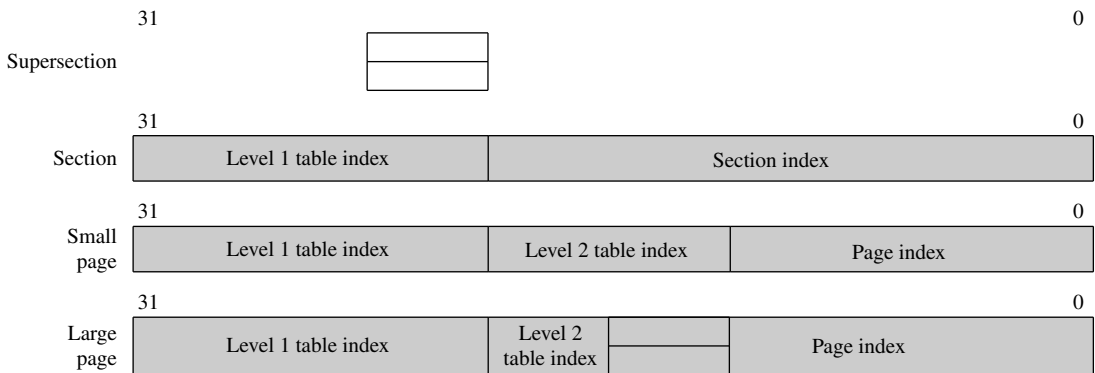 31 0
Supersection
31 0
Section Level 1 table index Section index
31 0
Small
page
Level 1 table index Level 2 table index Page index
31 0
Large
page
Level 1 table index
Level 2
table index
Page index